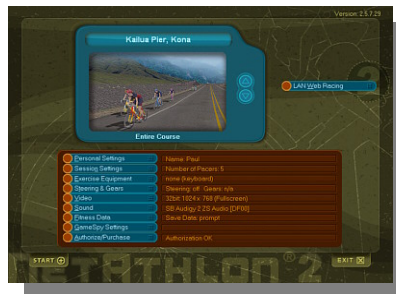 Version: 2.5.7.29
Kailua Pier, Kona
LAN Web Racing
Entire Course
Personal Settings Name: Paul
Session Settings Number of Pacers: 5
Exercise Equipment none (keyboard)
Steering & Gears Steering: off Gears: n/a
Video 32bit 1024 x 768 (Fullscreen)
Sound SB Audigy 2 ZS Audio [DF00]
Fitness Data Save Data: prompt
GameSpy Settings
Authorize/Purchase Authorization OK
START EXIT
NetAthlon® 2